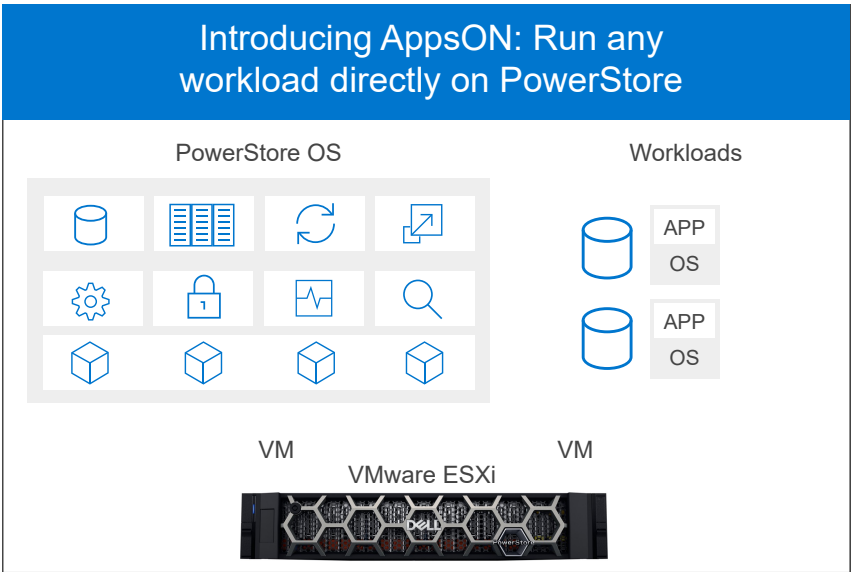 Introducing AppsON: Run any
workload directly on PowerStore
PowerStore OS
Workloads
APP
OS
APP
OS
VM
VM
VMware ESXi
DELL
PowerStore